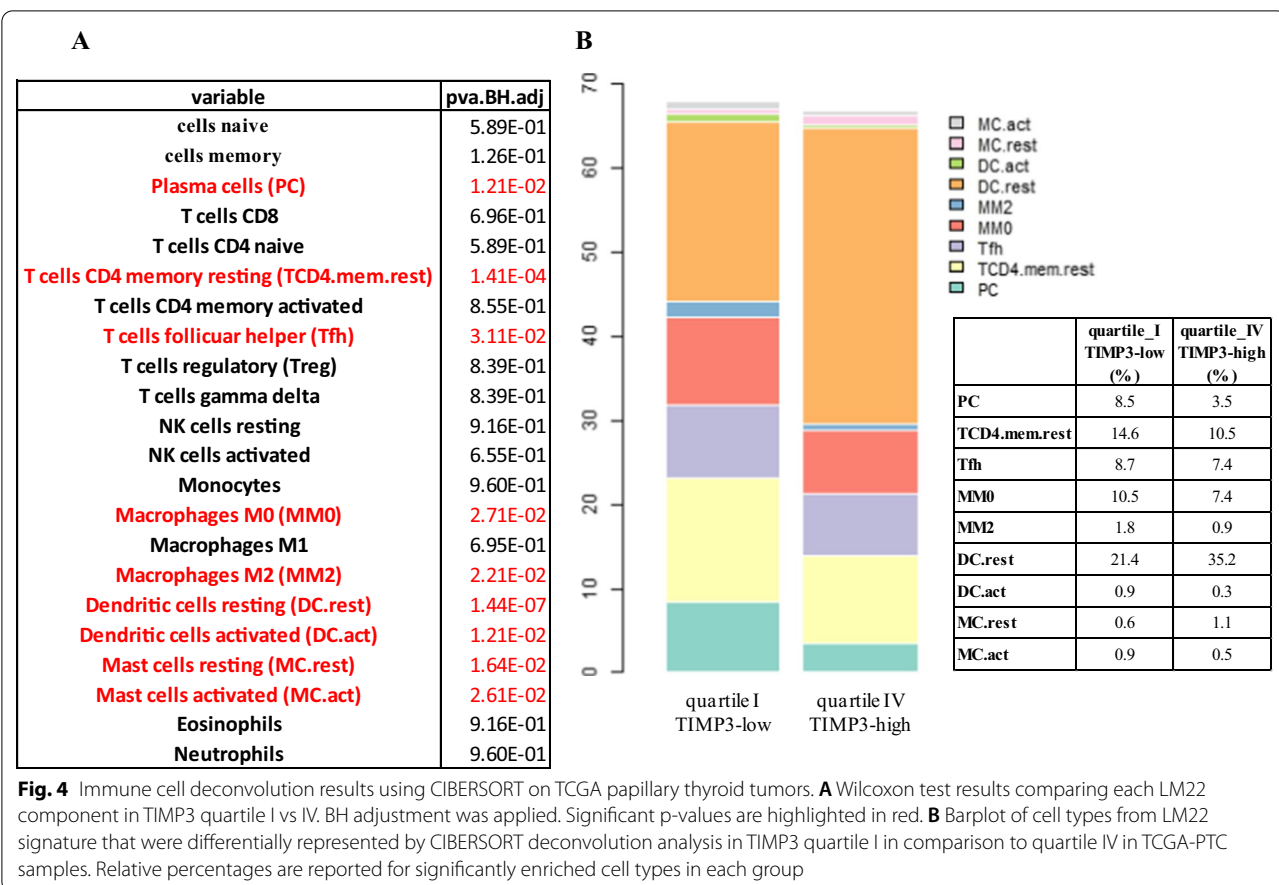 A
variable pva.BH.adj
cells naive 5.89E-01
cells memory 1.26E-01
Plasma cells (PC) 1.21E-02
T cells CD8 6.96E-01
T cells CD4 naive 5.89E-01
T cells CD4 memory resting (TCD4.mem.rest) 1.41E-04
T cells CD4 memory activated 8.55E-01
T cells follicuar helper (Tfh) 3.11E-02
T cells regulatory (Treg) 8.39E-01
T cells gamma delta 8.39E-01
NK cells resting 9.16E-01
NK cells activated 6.55E-01
Monocytes 9.60E-01
Macrophages M0 (MM0) 2.71E-02
Macrophages M1 6.95E-01
Macrophages M2 (MM2) 2.21E-02
Dendritic cells resting (DC.rest) 1.44E-07
Dendritic cells activated (DC.act) 1.21E-02
Mast cells resting (MC.rest) 1.64E-02
Mast cells activated (MC.act) 2.61E-02
Eosinophils 9.16E-01
Neutrophils 9.60E-01
B
70
60
50
40
30
20
10
0
quartile I
TIMP3-low
quartile IV
TIMP3-high
MC.act
MC.rest
DC.act
DC.rest
MM2
MM0
Tfh
TCD4.mem.rest
PC
quartile_I quartile_IV
TIMP3-low TIMP3-high
(%) (%)
PC 8.5 3.5
TCD4.mem.rest 14.6 10.5
Tfh 8.7 7.4
MM0 10.5 7.4
MM2 1.8 0.9
DC.rest 21.4 35.2
DC.act 0.9 0.3
MC.rest 0.6 1.1
MC.act 0.9 0.5
Fig. 4 Immune cell deconvolution results using CIBERSORT on TCGA papillary thyroid tumors. A Wilcoxon test results comparing each LM22
component in TIMP3 quartile I vs IV. BH adjustment was applied. Significant p-values are highlighted in red. B Barplot of cell types from LM22
signature that were differentially represented by CIBERSORT deconvolution analysis in TIMP3 quartile I in comparison to quartile IV in TCGA-PTC
samples. Relative percentages are reported for significantly enriched cell types in each group